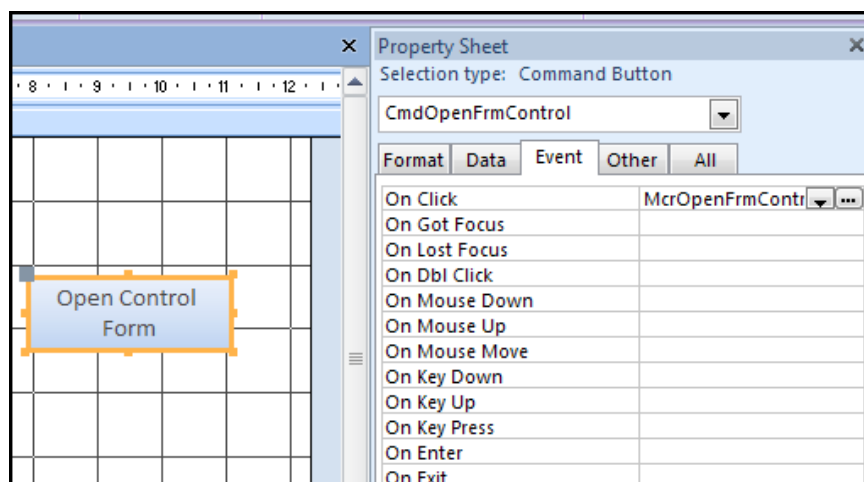 Property Sheet
Selection type: Command Button
8 9 10 11 12
CmdOpenFrmControl
Format Data Event Other All
On Click McrOpenFrmContr
On Got Focus
On Lost Focus
On Dbl Click
On Mouse Down
On Mouse Up
On Mouse Move
On Key Down
On Key Up
On Key Press
On Enter
On Exit
Open Control
Form